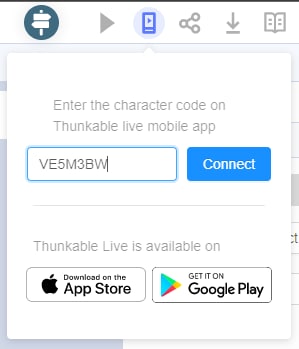 Enter the character code on
Thunkable live mobile app
VE5M3BW
Connect
Thunkable Live is available on
Download on the
App Store
GET IT ON
Google Play
ct